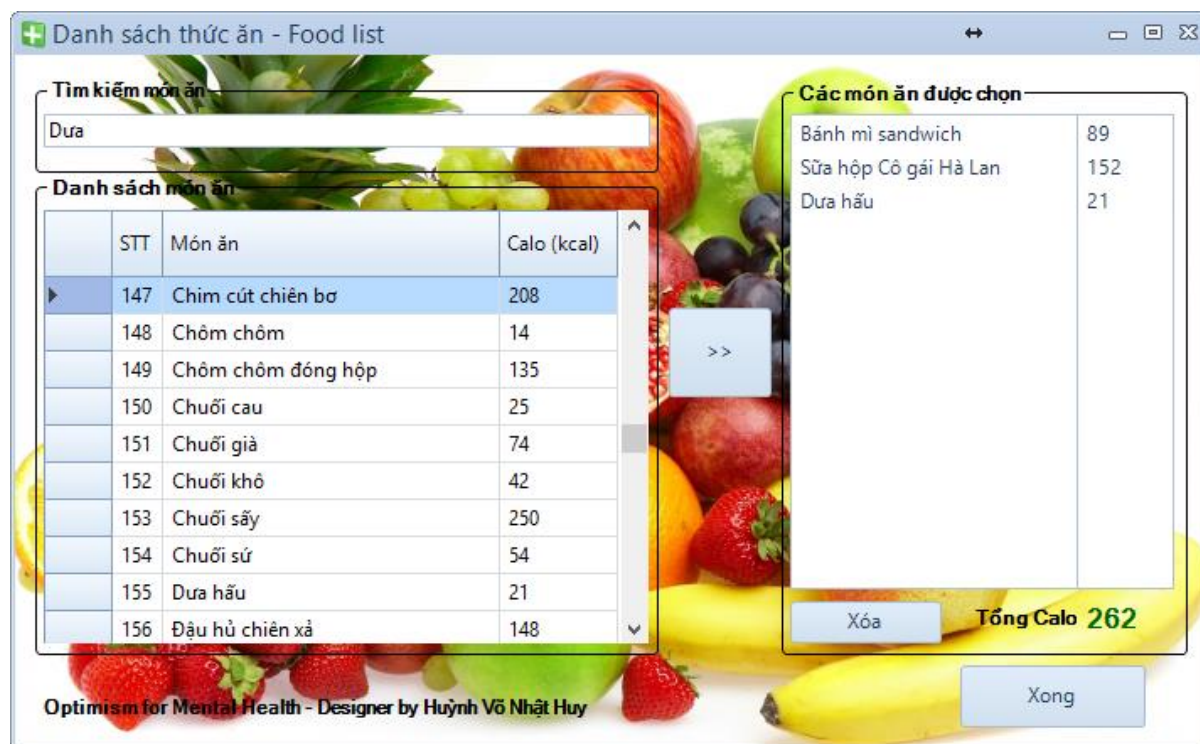 Danh sách thức ăn - Food list
Tìm kiếm món ăn
Dưa
Danh sách món ăn
STT Món ăn Calo (kcal)
147 Chim cút chiên bơ 208
148 Chôm chôm 14
149 Chôm chôm đóng hộp 135
150 Chuối cau 25
151 Chuối già 74
152 Chuối khô 42
153 Chuối sấy 250
154 Chuối sứ 54
155 Dưa hấu 21
156 Đậu hủ chiên xả 148
>>
Các món ăn được chọn
Bánh mì sandwich 89
Sữa hộp Cô gái Hà Lan 152
Dưa hấu 21
Xóa
Tổng Calo 262
Optimism for Mental Health - Designer by Huỳnh Võ Nhật Huy
Xong